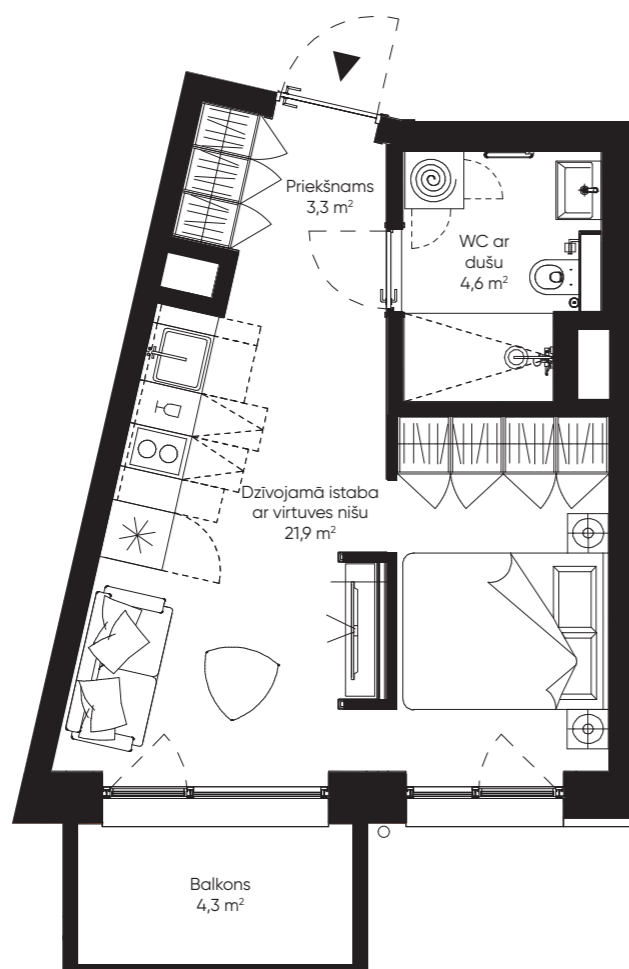 Priekšnams
3,3 m²
WC ar
dušu
4,6 m²
Dzīvojamā istaba
ar virtuves nišu
21,9 m²
Balkons
4,3 m²